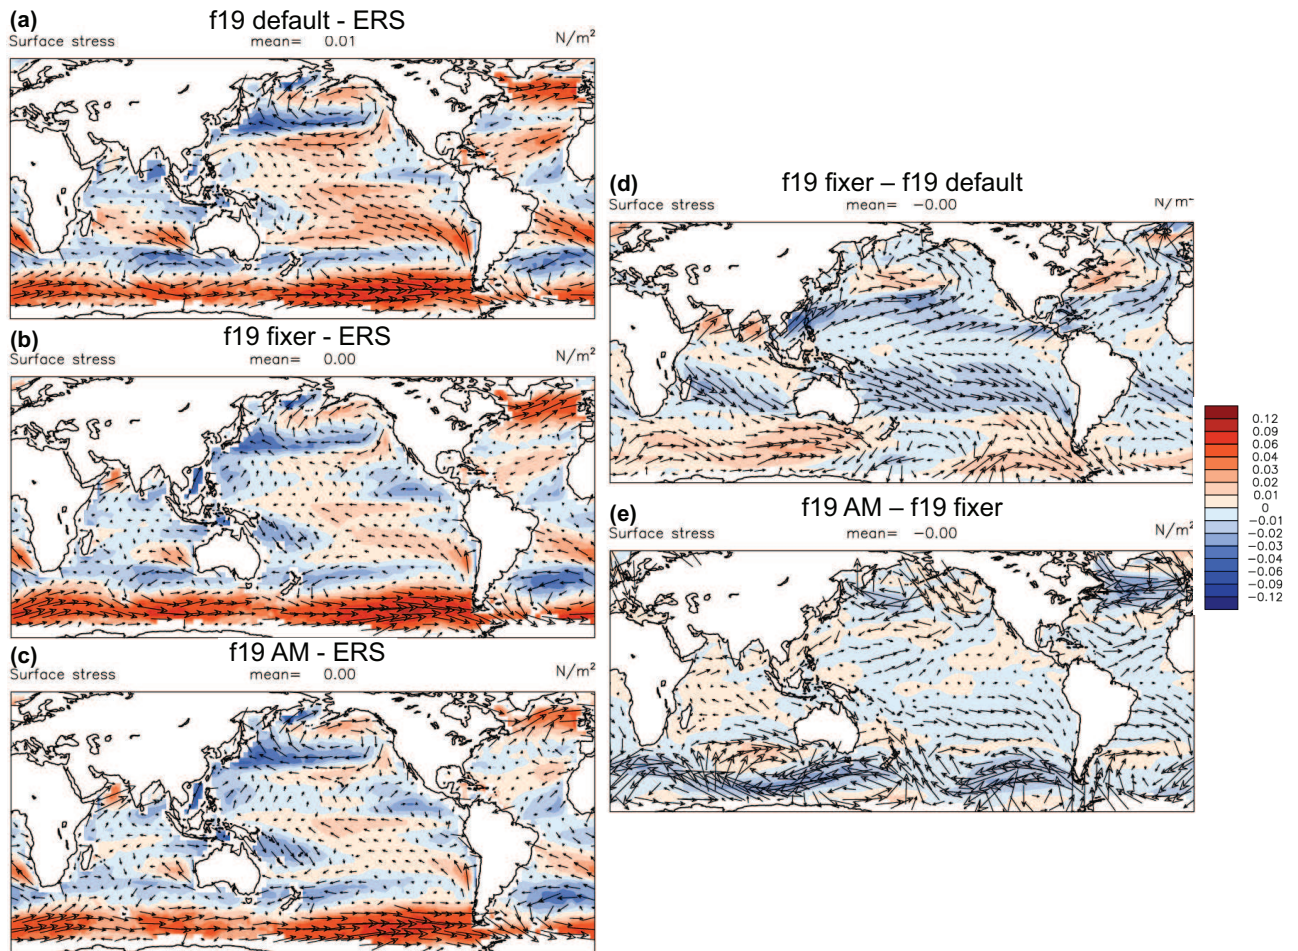 (a)
f19 default - ERS
Surface stress mean= 0.01 N/m²
(b)
f19 fixer - ERS
Surface stress mean= 0.00 N/m²
(c)
f19 AM - ERS
Surface stress mean= 0.00 N/m²
(d)
f19 fixer – f19 default
Surface stress mean= −0.00 N/m²
(e)
f19 AM – f19 fixer
Surface stress mean= −0.00 N/m²
0.12
0.09
0.06
0.03
0.02
0.01
0
−0.01
−0.02
−0.03
−0.04
−0.06
−0.09
−0.12